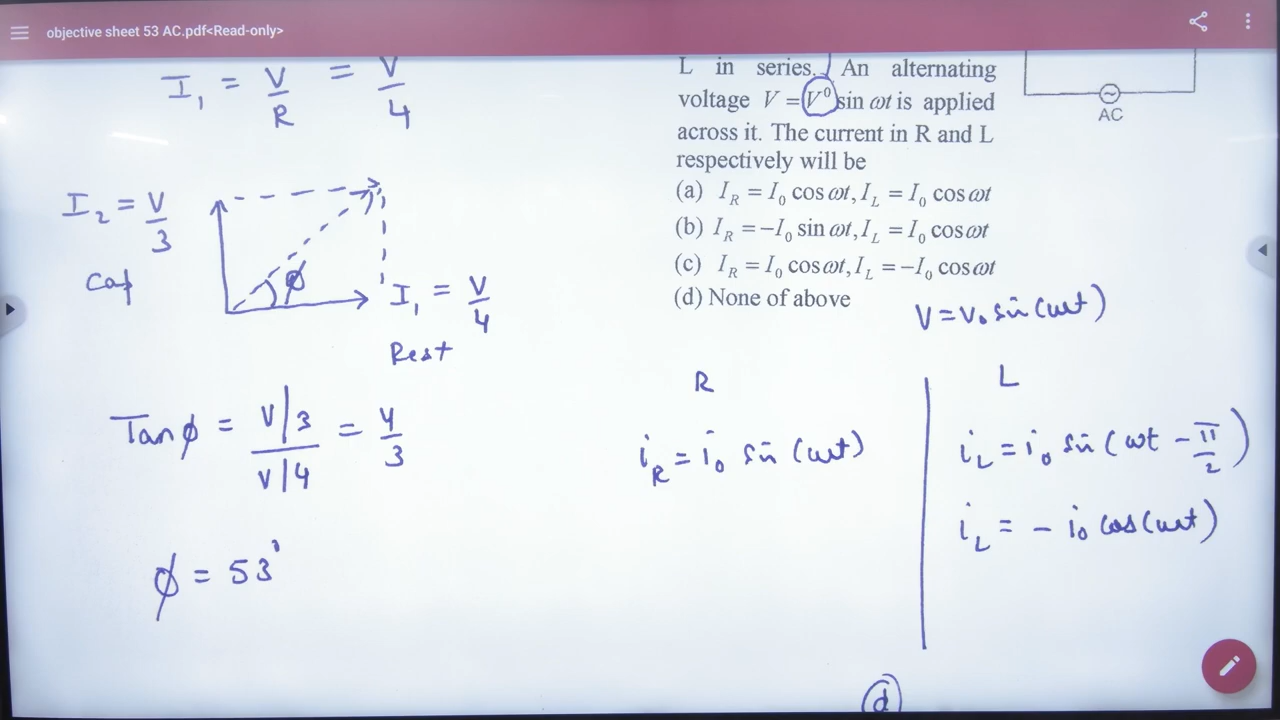 objective sheet 53 AC.pdf<Read-only>
I₁ = V/R = V/4
I₂ = V/3
Cap
ϕ
I₁ = V/4
Rest
Tanϕ = (V/3)/(V/4) = 4/3
ϕ = 53°
L in series. An alternating
voltage V = V⁰ sin ωt is applied
across it. The current in R and L
respectively will be
(a) I_R = I₀ cos ωt, I_L = I₀ cos ωt
(b) I_R = −I₀ sin ωt, I_L = I₀ cos ωt
(c) I_R = I₀ cos ωt, I_L = −I₀ cos ωt
(d) None of above
AC
V = V₀ sin(ωt)
R
i_R = i₀ sin(ωt)
L
i_L = i₀ sin(ωt − π/2)
i_L = − i₀ cos(ωt)
d